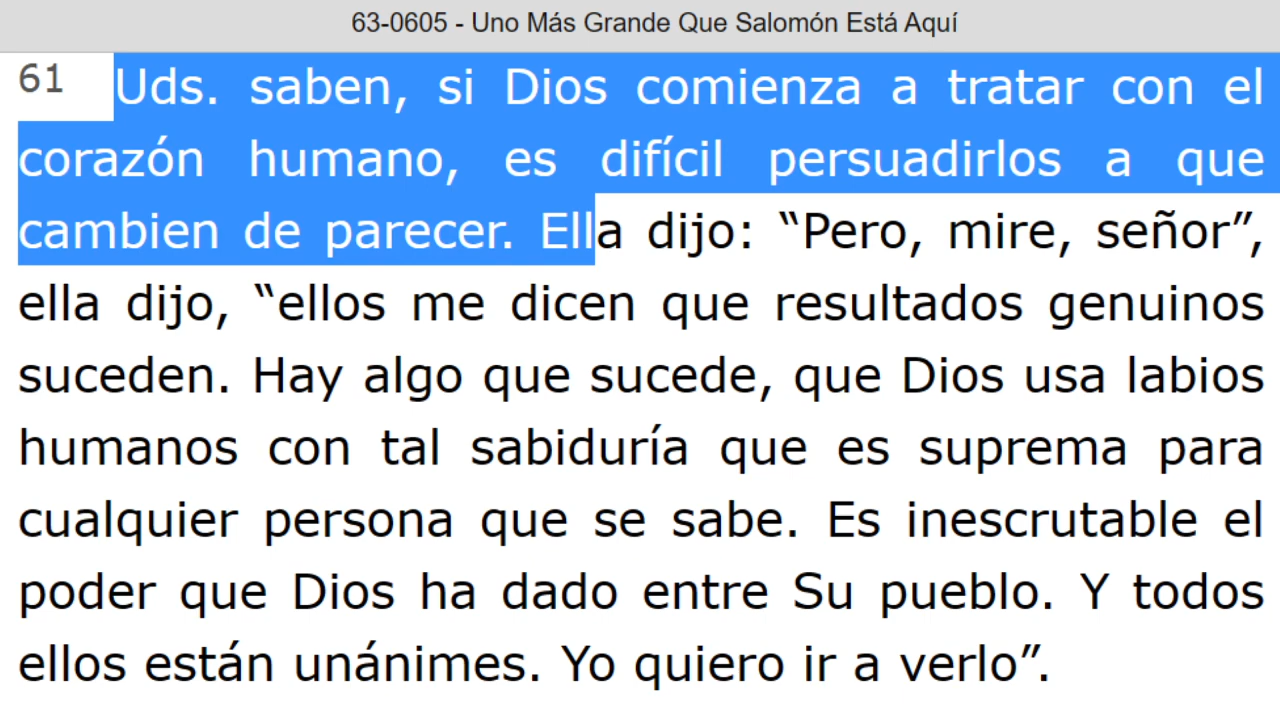 63-0605 - Uno Más Grande Que Salomón Está Aquí
61 Uds. saben, si Dios comienza a tratar con el
corazón humano, es difícil persuadirlos a que
cambien de parecer. Ella dijo: “Pero, mire, señor”,
ella dijo, “ellos me dicen que resultados genuinos
suceden. Hay algo que sucede, que Dios usa labios
humanos con tal sabiduría que es suprema para
cualquier persona que se sabe. Es inescrutable el
poder que Dios ha dado entre Su pueblo. Y todos
ellos están unánimes. Yo quiero ir a verlo”.